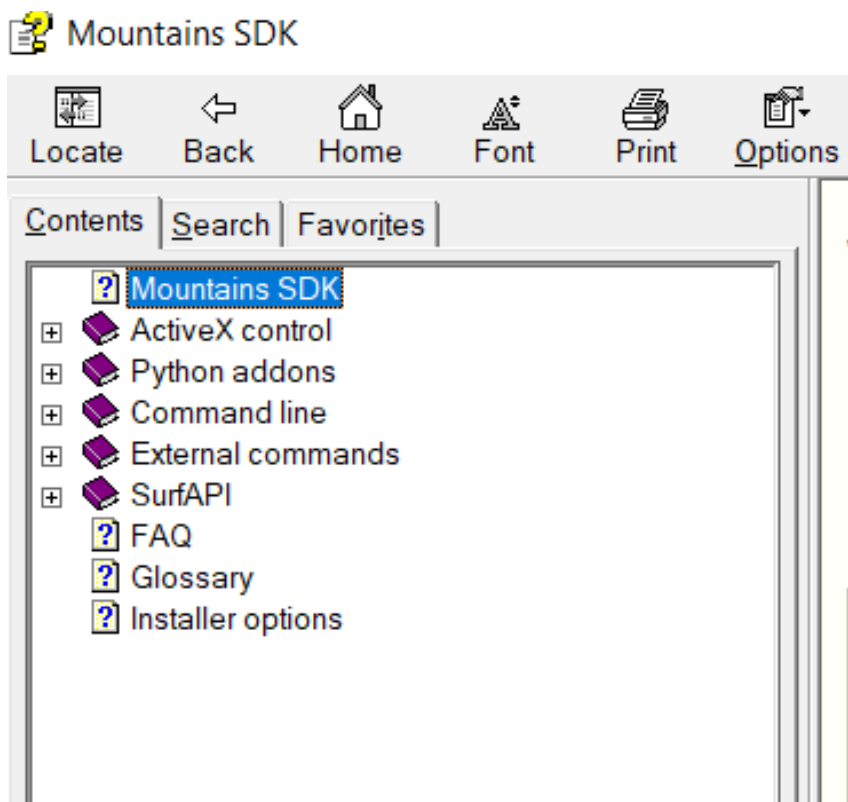 Mountains SDK
Locate Back Home Font Print Options
Contents Search Favorites
Mountains SDK
ActiveX control
Python addons
Command line
External commands
SurfAPI
FAQ
Glossary
Installer options